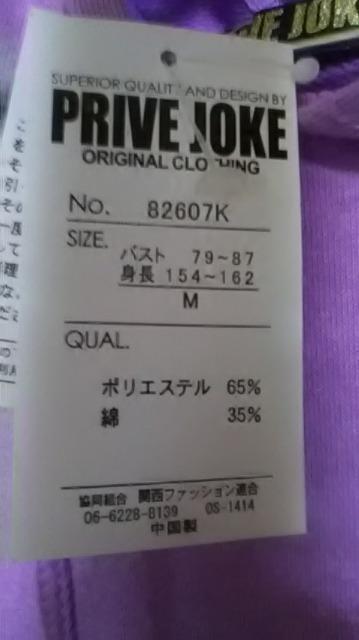 SUPERIOR QUALITY AND DESIGN BY
PRIVE JOKE
ORIGINAL CLOTHING
No. 82607K
SIZE.
バスト 79~87
身長 154~162
M
QUAL.
ポリエステル 65%
綿 35%
協同組合 関西ファッション連合
06-6228-8139 OS-1414
中国製